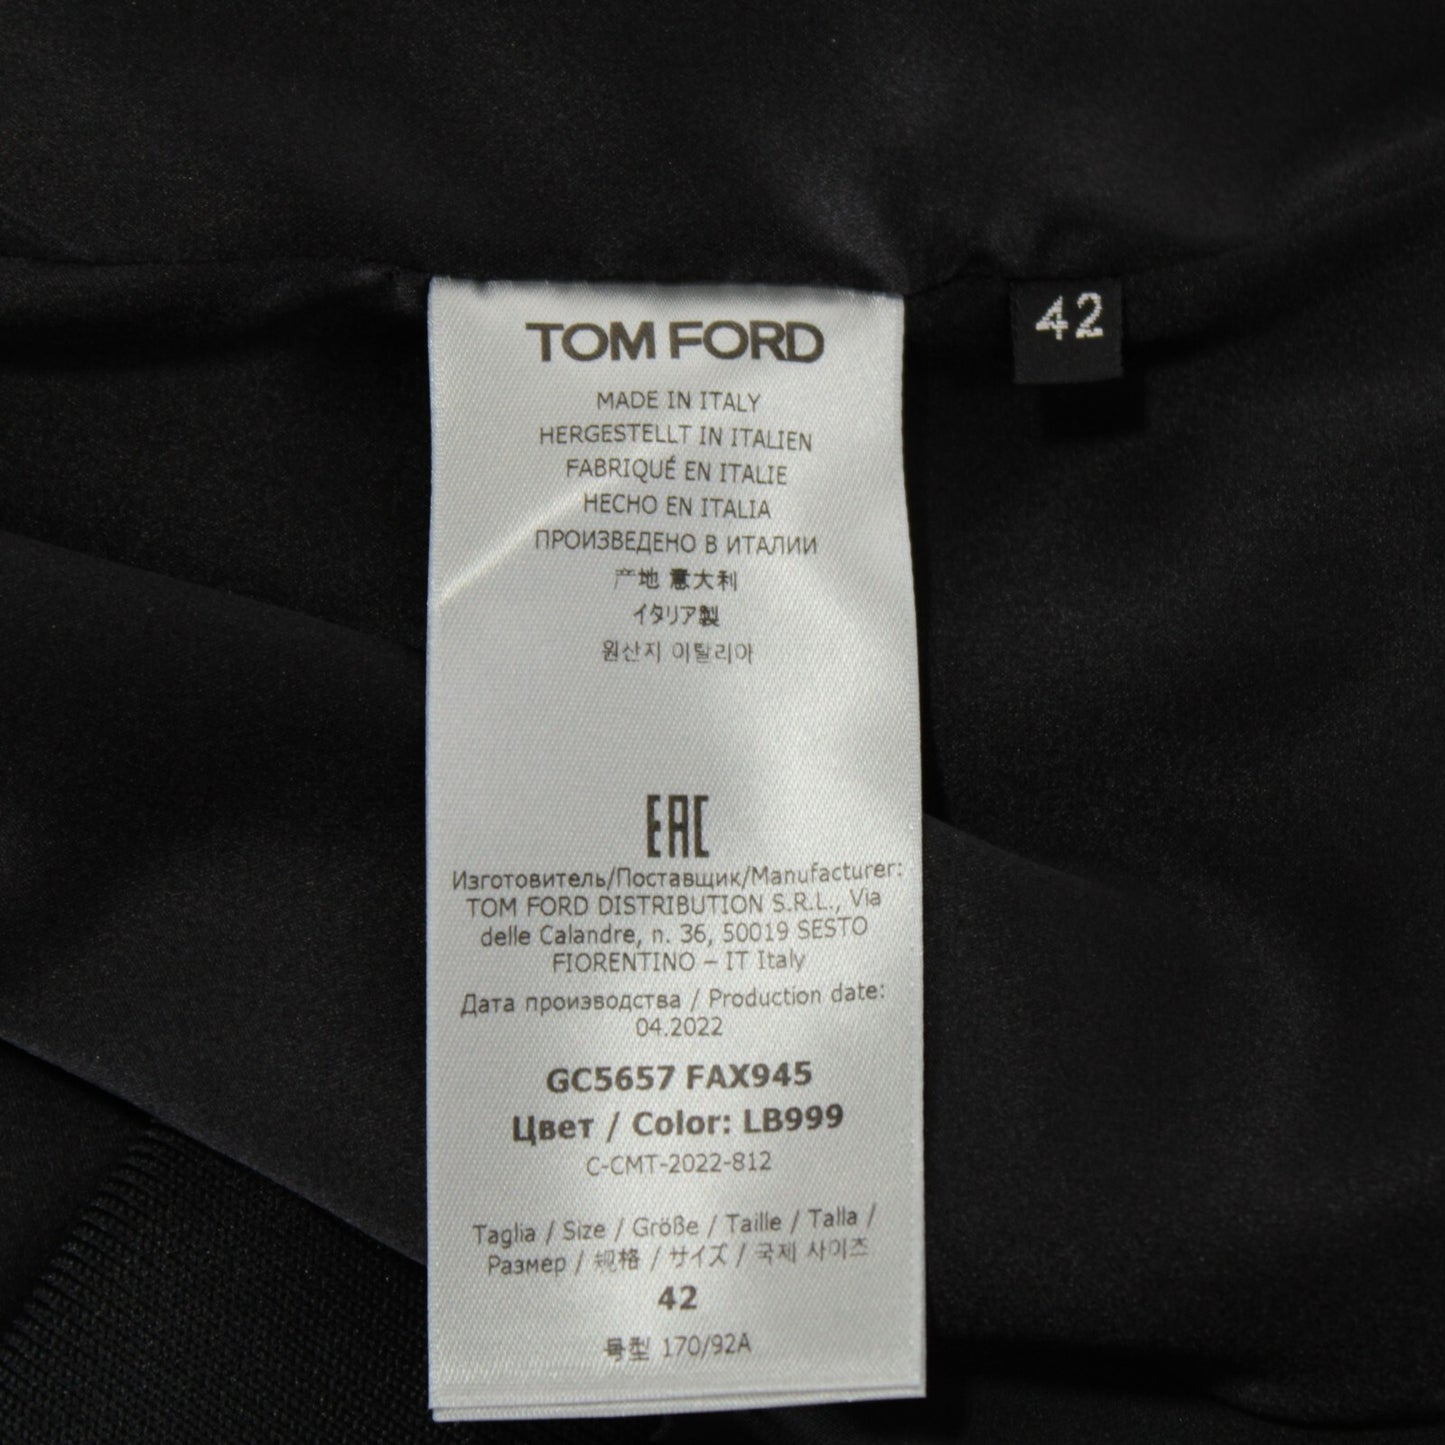 TOM FORD
42
MADE IN ITALY
HERGESTELLT IN ITALIEN
FABRIQUÉ EN ITALIE
HECHO EN ITALIA
ПРОИЗВЕДЕНО В ИТАЛИИ
产地 意大利
イタリア製
원산지 이탈리아
EAC
Изготовитель/Поставщик/Manufacturer:
TOM FORD DISTRIBUTION S.R.L., Via
delle Calandre, n. 36, 50019 SESTO
FIORENTINO – IT Italy
Дата производства / Production date:
04.2022
GC5657 FAX945
Цвет / Color: LB999
C-CMT-2022-812
Taglia / Size / Größe / Taille / Talla /
Размер / 规格 / サイズ / 국제 사이즈
42
号型 170/92A